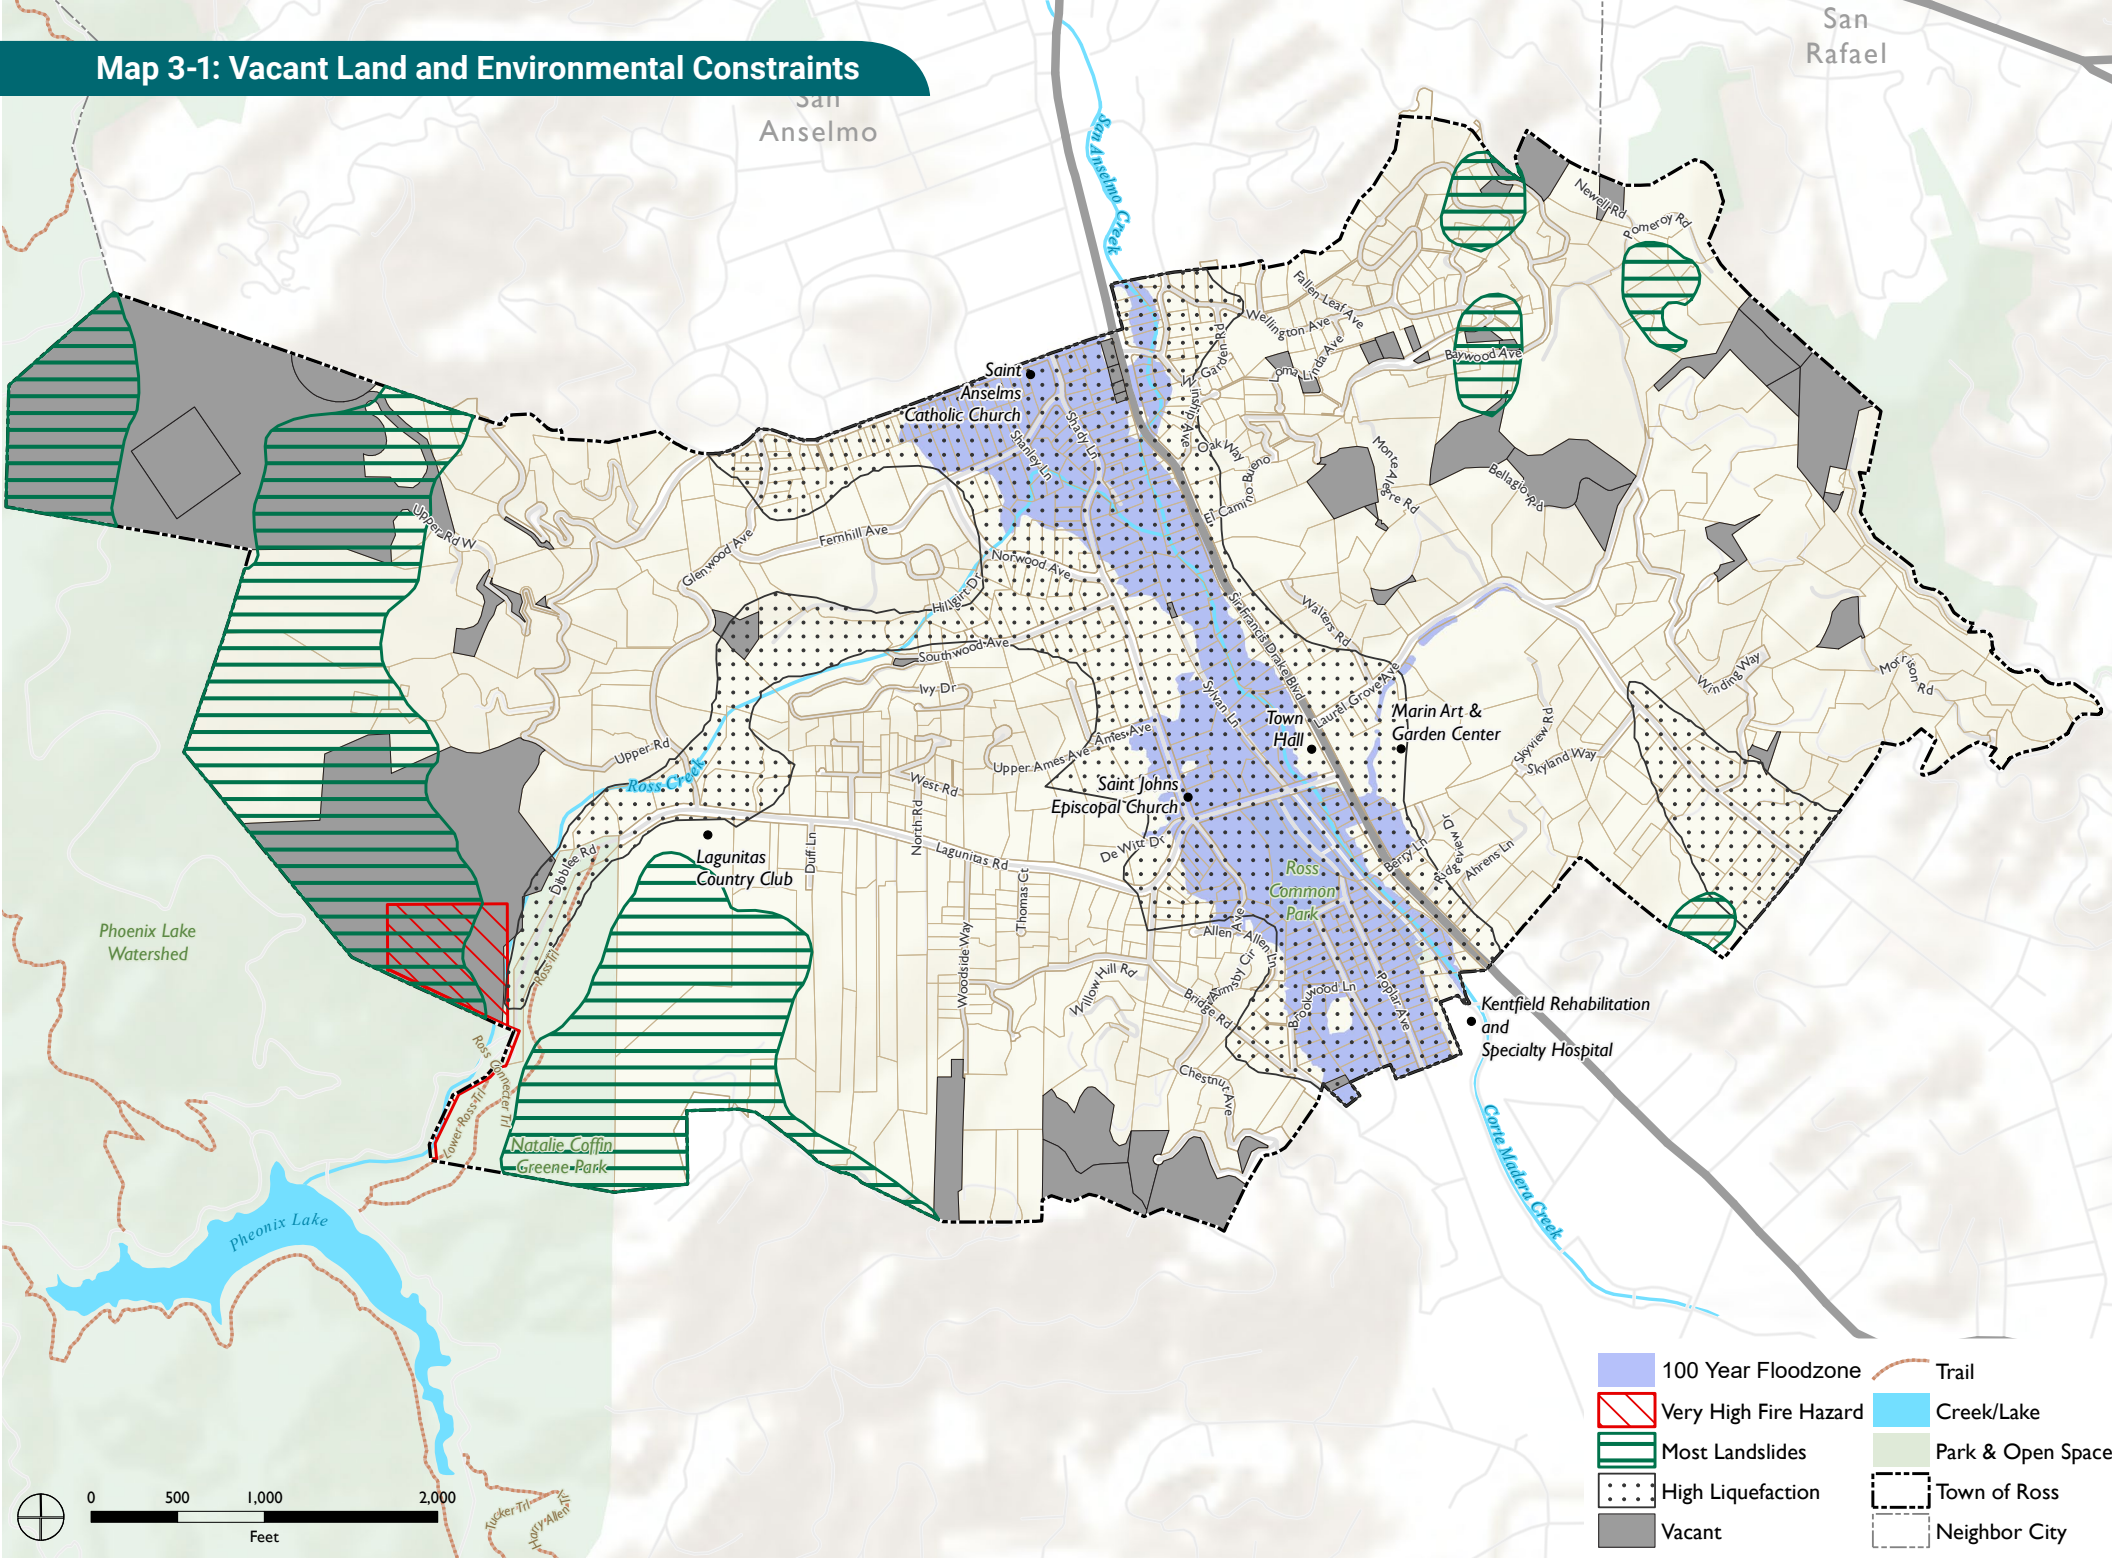 Map 3-1: Vacant Land and Environmental Constraints
San
Anselmo
San
Rafael
San Anselmo Creek
Newell Rd
Pomeroy Rd
Fallen Leaf Ave
Wellington Ave
Garden Rd
Loma Linda Ave
Baywood Ave
Winship Ave
Saint
Anselms
Catholic Church
Shady Ln
Shanley Ln
Oak Way
El Camino Bueno
Monte Alegre Rd
Bellagio Rd
Upper Rd W
Glenwood Ave
Fernhill Ave
Norwood Ave
Hillgirt Dr
Southwood Ave
Ivy Dr
Sir Francis Drake Blvd
Walters Rd
Laurel Grove Ave
Sylvan Ln
Town
Hall
Marin Art &
Garden Center
Skyview Rd
Skyland Way
Winding Way
Morrison Rd
Upper Rd
Ross Creek
Upper Ames Ave
Ames Ave
West Rd
North Rd
Saint Johns
Episcopal Church
De Witt Dr
Lagunitas Rd
Duff Ln
Thomas Ct
Woodside Way
Lagunitas
Country Club
Dibblee Rd
Ross Trl
Ross
Common
Park
Berry Ln
Ridgeview Dr
Ahrens Ln
Allen Ave
Allen Ln
Armsby Cir
Willow Hill Rd
Bridge Rd
Brookwood Ln
Poplar Ave
Chestnut Ave
Kentfield Rehabilitation
and
Specialty Hospital
Corte Madera Creek
Phoenix Lake
Watershed
Ross Connecter Trl
Lower Ross Trl
Natalie Coffin
Greene Park
Pheonix Lake
Tucker Trl
Harry Allen Trl
0 500 1,000 2,000
Feet
100 Year Floodzone
Very High Fire Hazard
Most Landslides
High Liquefaction
Vacant
Trail
Creek/Lake
Park & Open Space
Town of Ross
Neighbor City